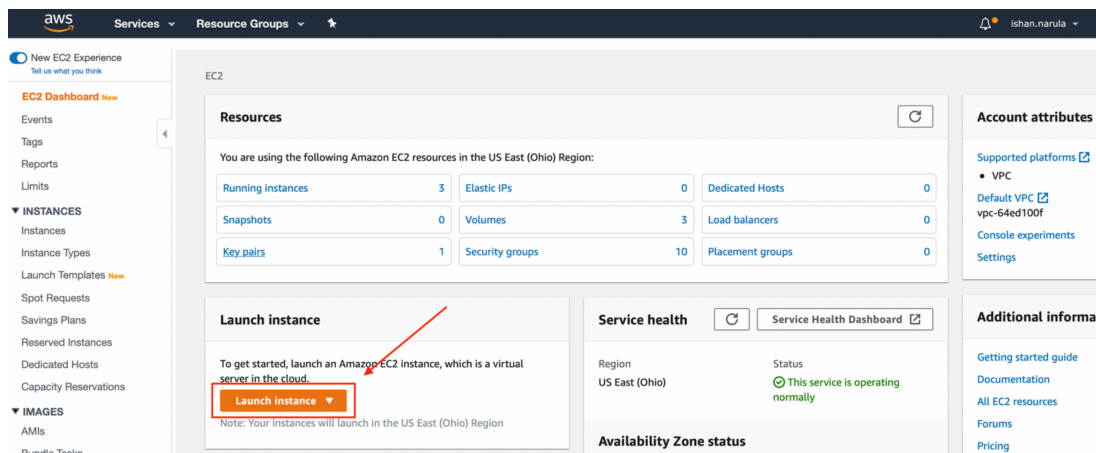 aws
Services
Resource Groups
ishan.narula
New EC2 Experience
Tell us what you think
EC2 Dashboard New
Events
Tags
Reports
Limits
INSTANCES
Instances
Instance Types
Launch Templates New
Spot Requests
Savings Plans
Reserved Instances
Dedicated Hosts
Capacity Reservations
IMAGES
AMIs
Bundle Tasks
EC2
Resources
You are using the following Amazon EC2 resources in the US East (Ohio) Region:
Running instances 3
Elastic IPs 0
Dedicated Hosts 0
Snapshots 0
Volumes 3
Load balancers 0
Key pairs 1
Security groups 10
Placement groups 0
Launch instance
To get started, launch an Amazon EC2 instance, which is a virtual
server in the cloud.
Launch instance
Note: Your instances will launch in the US East (Ohio) Region
Service health
Service Health Dashboard
Region
US East (Ohio)
Status
This service is operating
normally
Availability Zone status
Account attributes
Supported platforms
VPC
Default VPC
vpc-64ed100f
Console experiments
Settings
Additional informa
Getting started guide
Documentation
All EC2 resources
Forums
Pricing